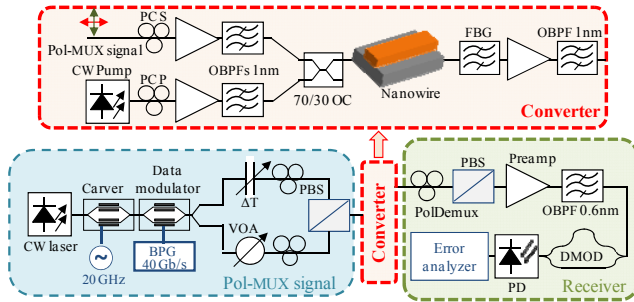 PCS
Pol-MUX signal
OBPFs 1nm
CW Pump
PCP
70/30 OC
Nanowire
FBG
OBPF 1nm
Converter
Carver
Data
modulator
ΔT
PBS
VOA
CW laser
~
20 GHz
BPG
40 Gb/s
Pol-MUX signal
Converter
PolDemux
PBS
Preamp
OBPF 0.6nm
Error
analyzer
PD
DMOD
Receiver